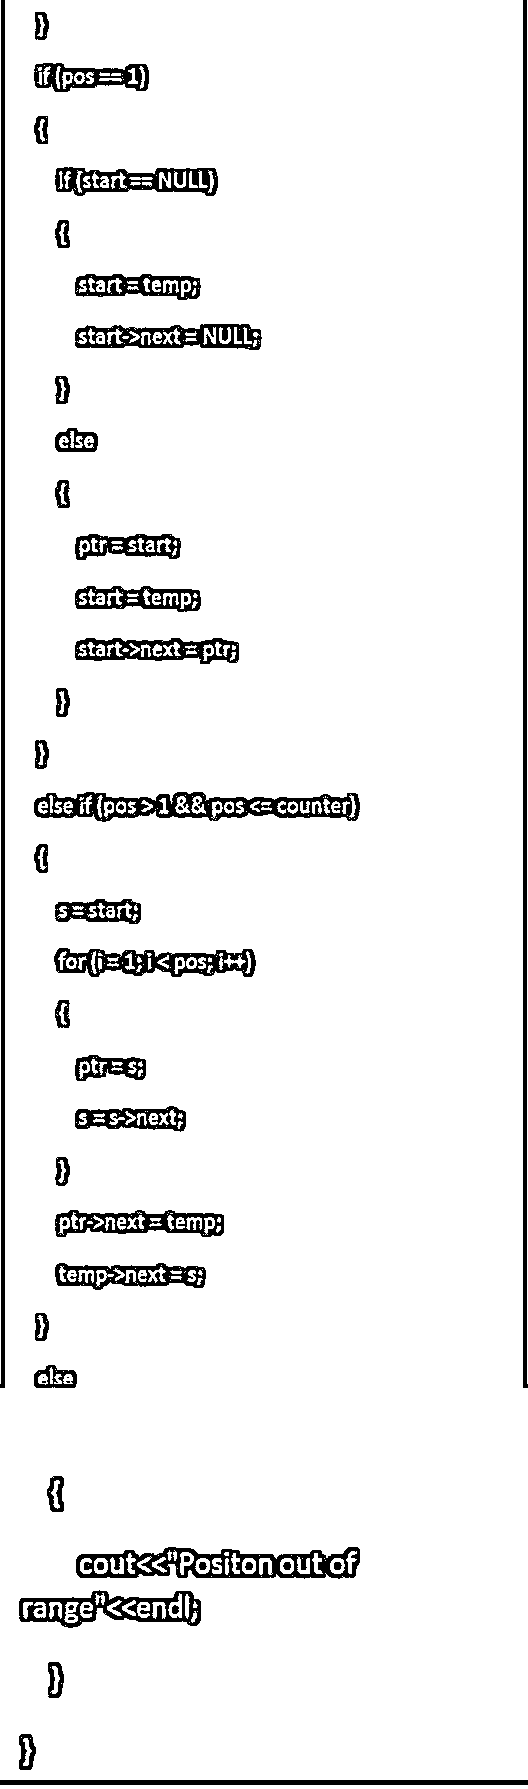 }
if (pos == 1)
{
if (start == NULL)
{
start = temp;
start->next = NULL;
}
else
{
ptr = start;
start = temp;
start->next = ptr;
}
}
else if (pos > 1 && pos <= counter)
{
s = start;
for (i = 1; i < pos; i++)
{
ptr = s;
s = s->next;
}
ptr->next = temp;
temp->next = s;
}
else
{
cout<<"Positon out of
range"<<endl;
}
}